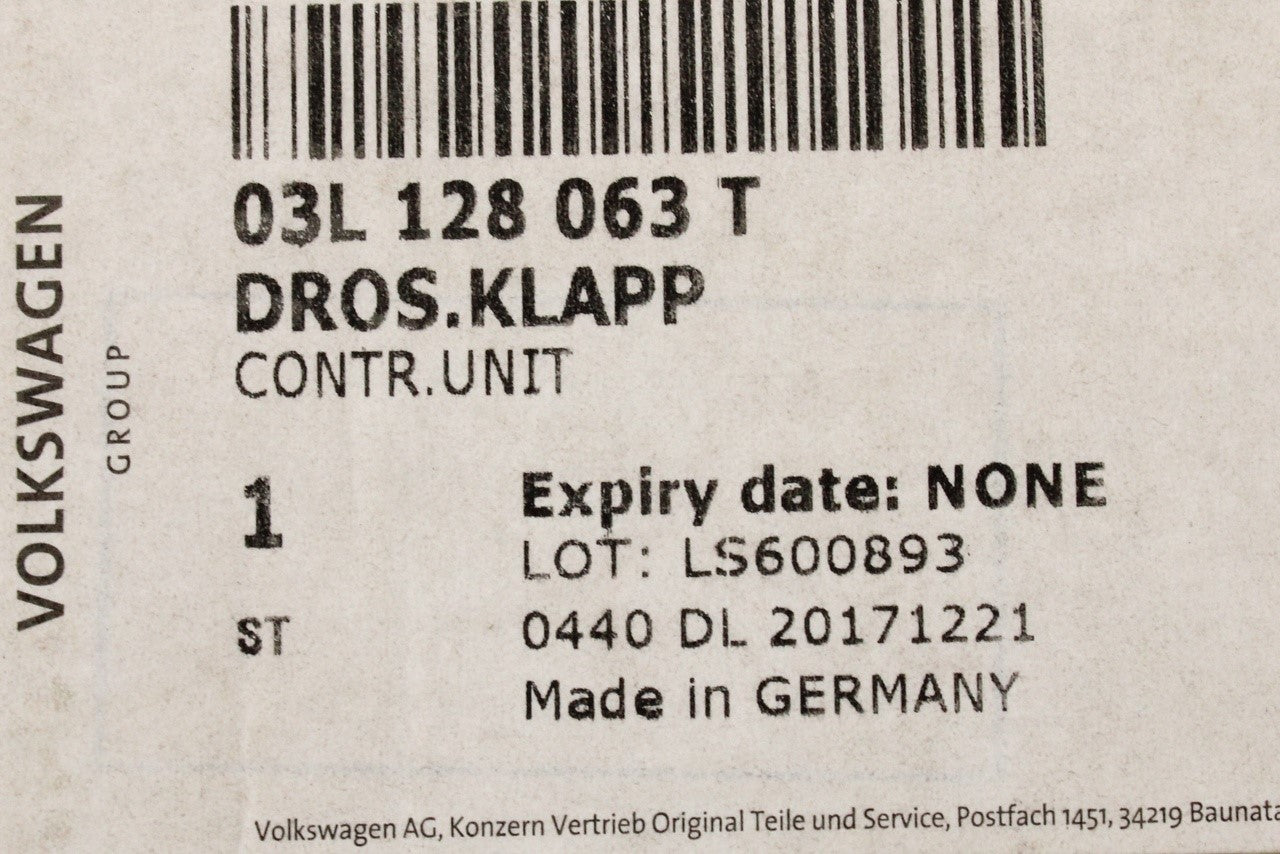 VOLKSWAGEN
GROUP
03L 128 063 T
DROS.KLAPP
CONTR.UNIT
1
Expiry date: NONE
LOT: LS600893
ST
0440 DL 20171221
Made in GERMANY
Volkswagen AG, Konzern Vertrieb Original Teile und Service, Postfach 1451, 34219 Baunata